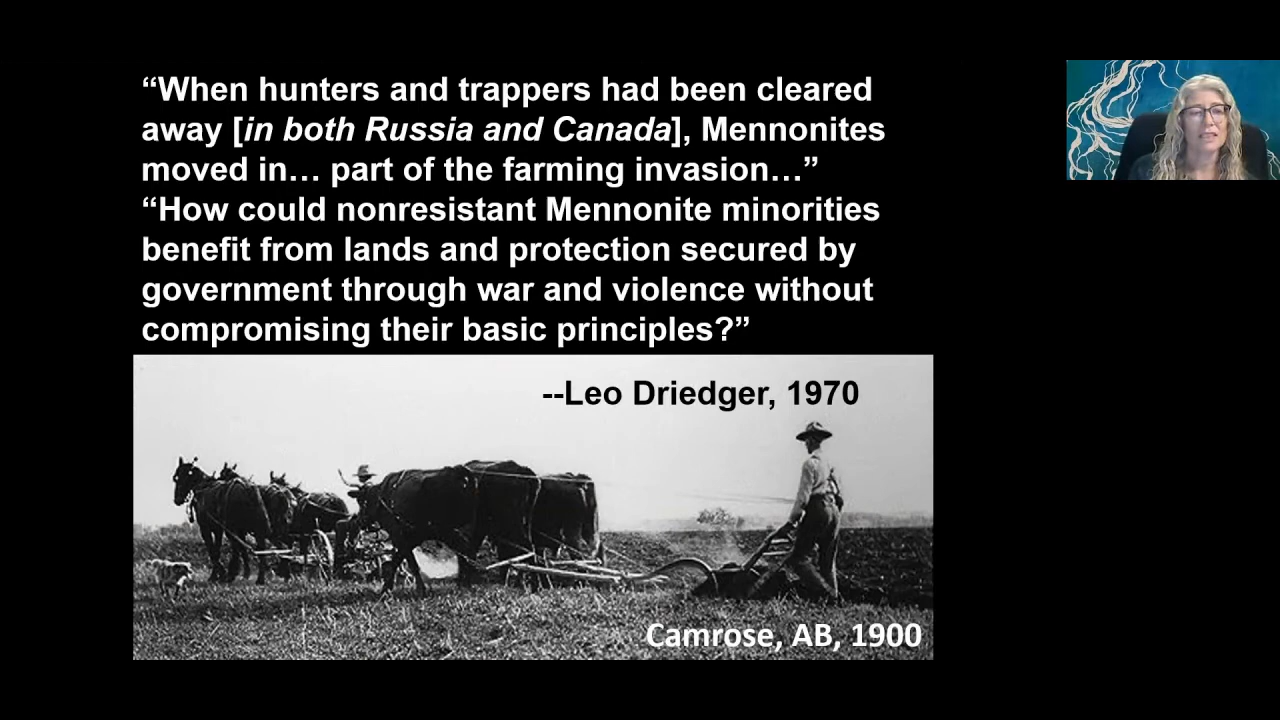 “When hunters and trappers had been cleared
away [in both Russia and Canada], Mennonites
moved in… part of the farming invasion…”
“How could nonresistant Mennonite minorities
benefit from lands and protection secured by
government through war and violence without
compromising their basic principles?”
--Leo Driedger, 1970
Camrose, AB, 1900